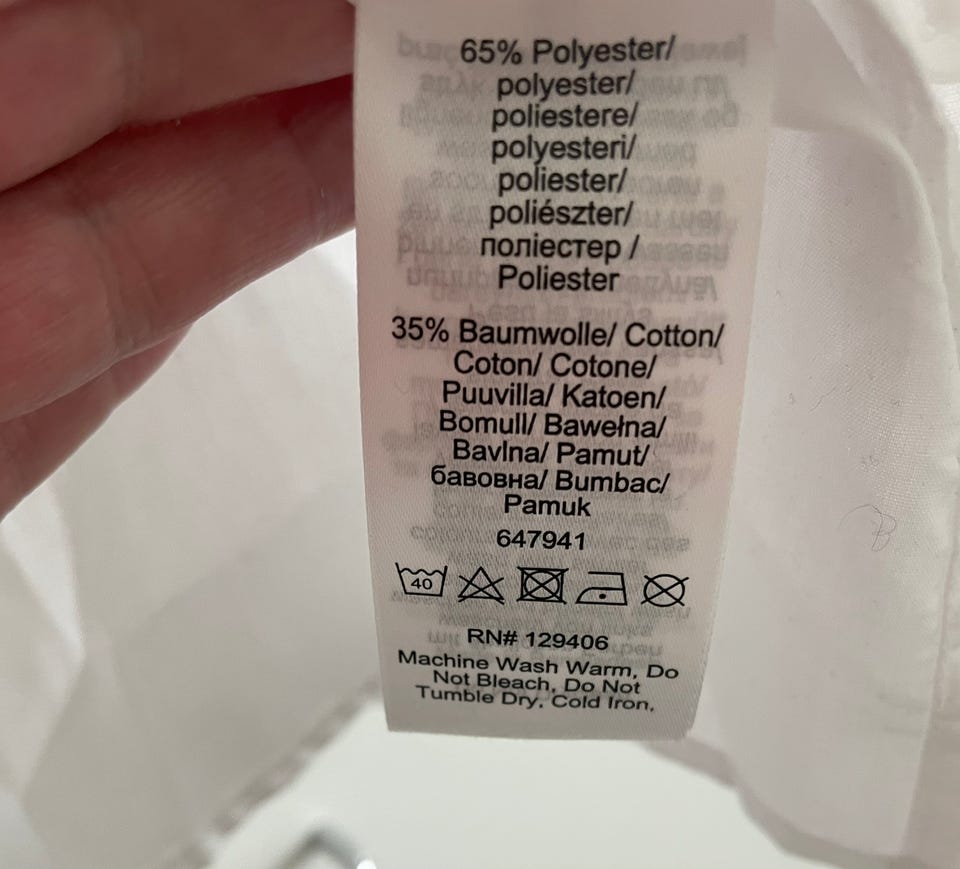 65% Polyester/
polyester/
poliestere/
polyesteri/
poliester/
poliészter/
поліестер /
Poliester
35% Baumwolle/ Cotton/
Coton/ Cotone/
Puuvilla/ Katoen/
Bomull/ Bawełna/
Bavlna/ Pamut/
бавовна/ Bumbac/
Pamuk
647941
40
RN# 129406
Machine Wash Warm, Do
Not Bleach, Do Not
Tumble Dry, Cold Iron,